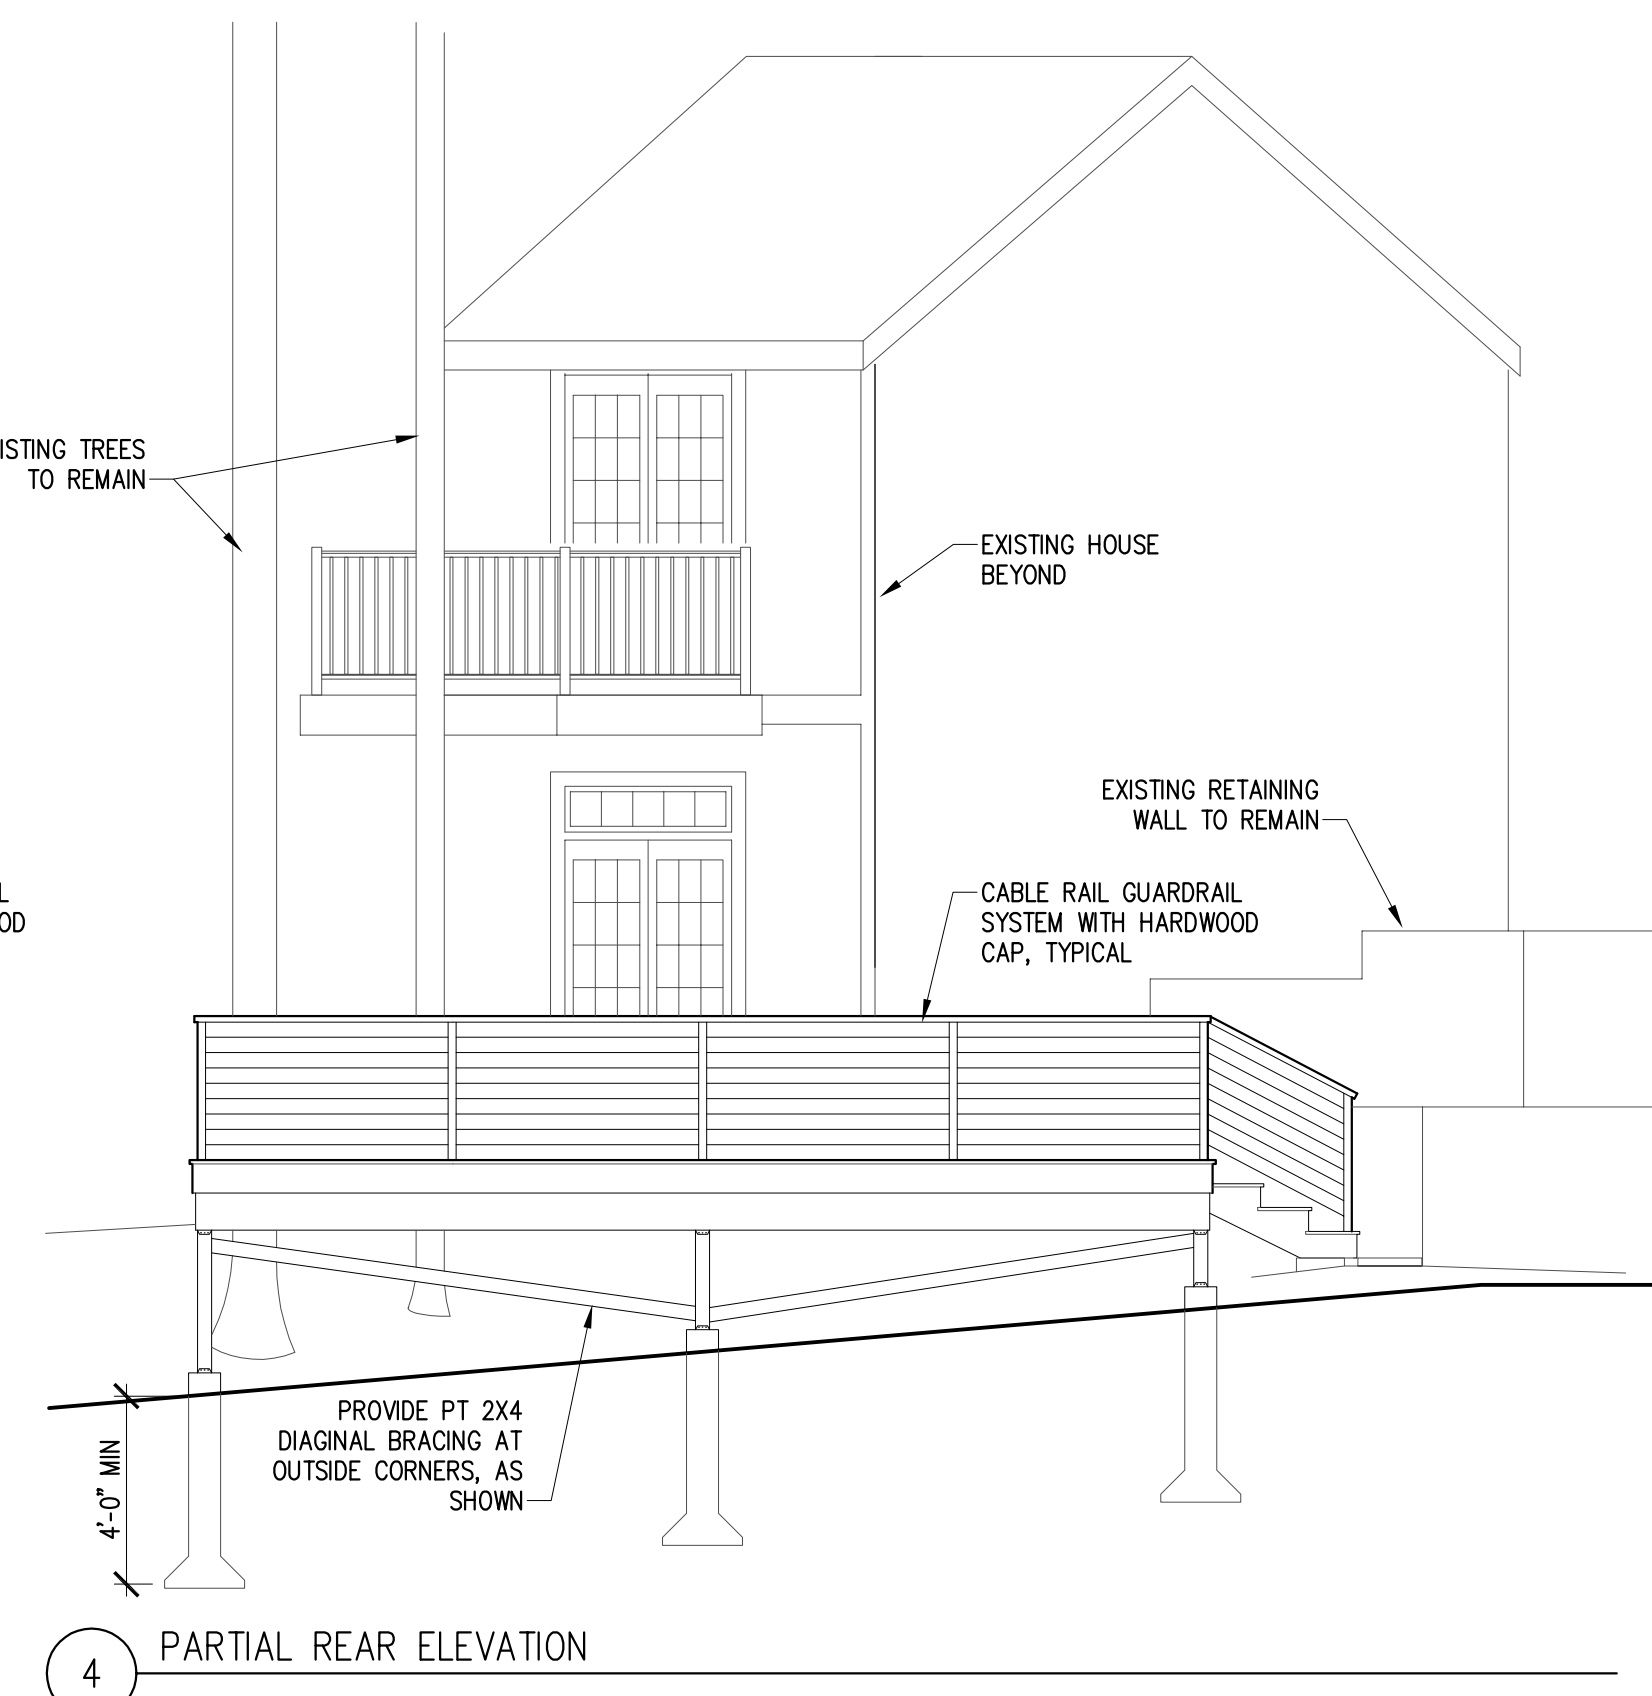 TREES
TO REMAIN
EXISTING HOUSE
BEYOND
EXISTING RETAINING
WALL TO REMAIN
CABLE RAIL GUARDRAIL
SYSTEM WITH HARDWOOD
CAP, TYPICAL
PROVIDE PT 2X4
DIAGINAL BRACING AT
OUTSIDE CORNERS, AS
SHOWN
4'-0" MIN
4
PARTIAL REAR ELEVATION